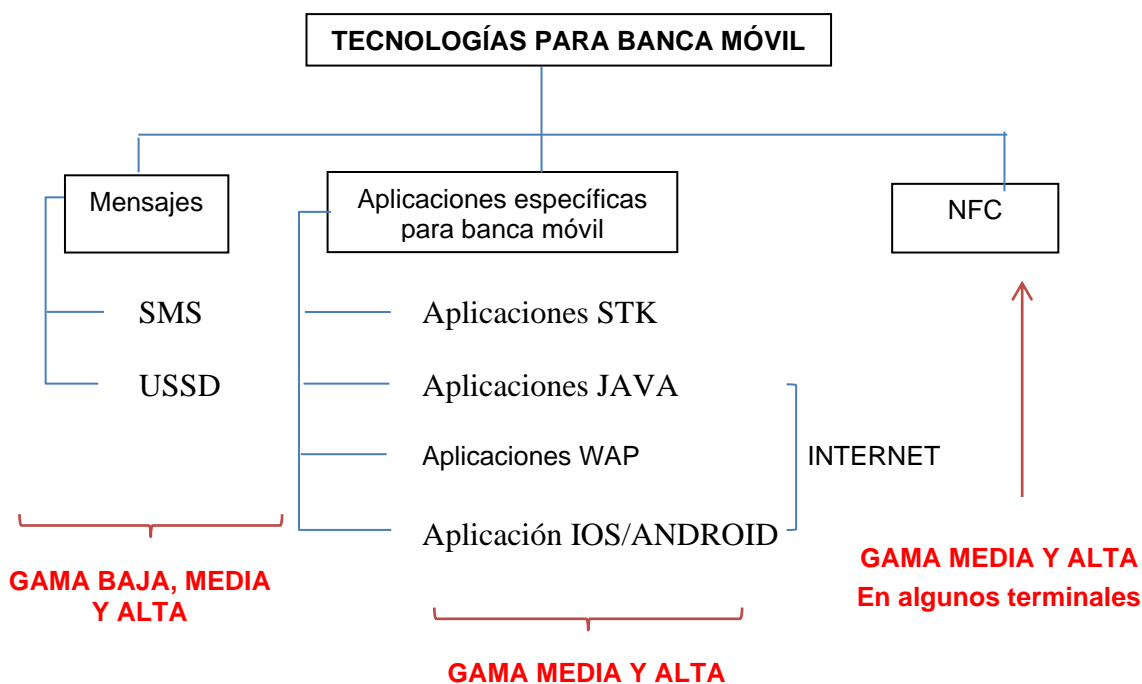 TECNOLOGÍAS PARA BANCA MÓVIL
Mensajes
SMS
USSD
GAMA BAJA, MEDIA
Y ALTA
Aplicaciones específicas
para banca móvil
Aplicaciones STK
Aplicaciones JAVA
Aplicaciones WAP
Aplicación IOS/ANDROID
INTERNET
GAMA MEDIA Y ALTA
NFC
GAMA MEDIA Y ALTA
En algunos terminales